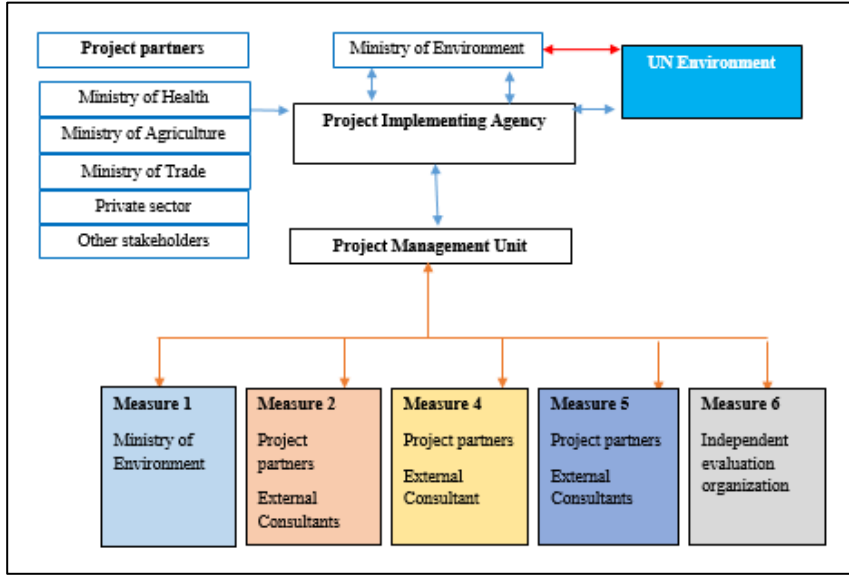 Project partners
Ministry of Health
Ministry of Agriculture
Ministry of Trade
Private sector
Other stakeholders
Ministry of Environment
UN Environment
Project Implementing Agency
Project Management Unit
Measure 1
Ministry of
Environment
Measure 2
Project
partners
External
Consultants
Measure 4
Project partners
External
Consultant
Measure 5
Project partners
External
Consultants
Measure 6
Independent
evaluation
organization